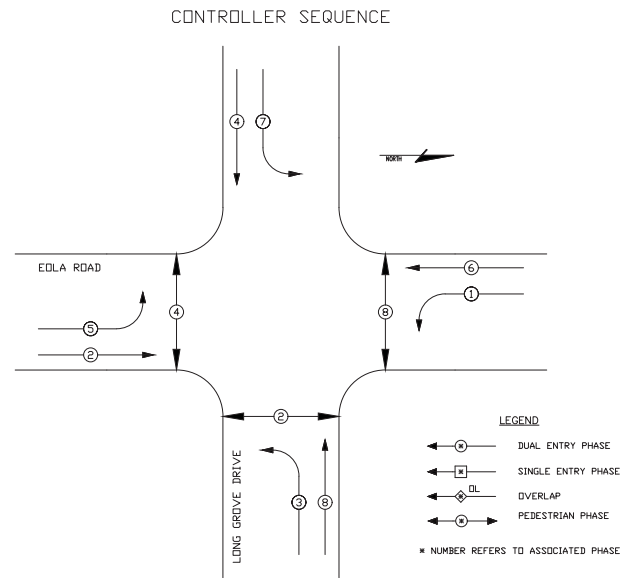 CONTROLLER SEQUENCE
4
7
NORTH
EOLA ROAD
6
1
4
8
5
2
2
LONG GROVE DRIVE
3
8
LEGEND
* DUAL ENTRY PHASE
* SINGLE ENTRY PHASE
* OL OVERLAP
* PEDESTRIAN PHASE
* NUMBER REFERS TO ASSOCIATED PHASE